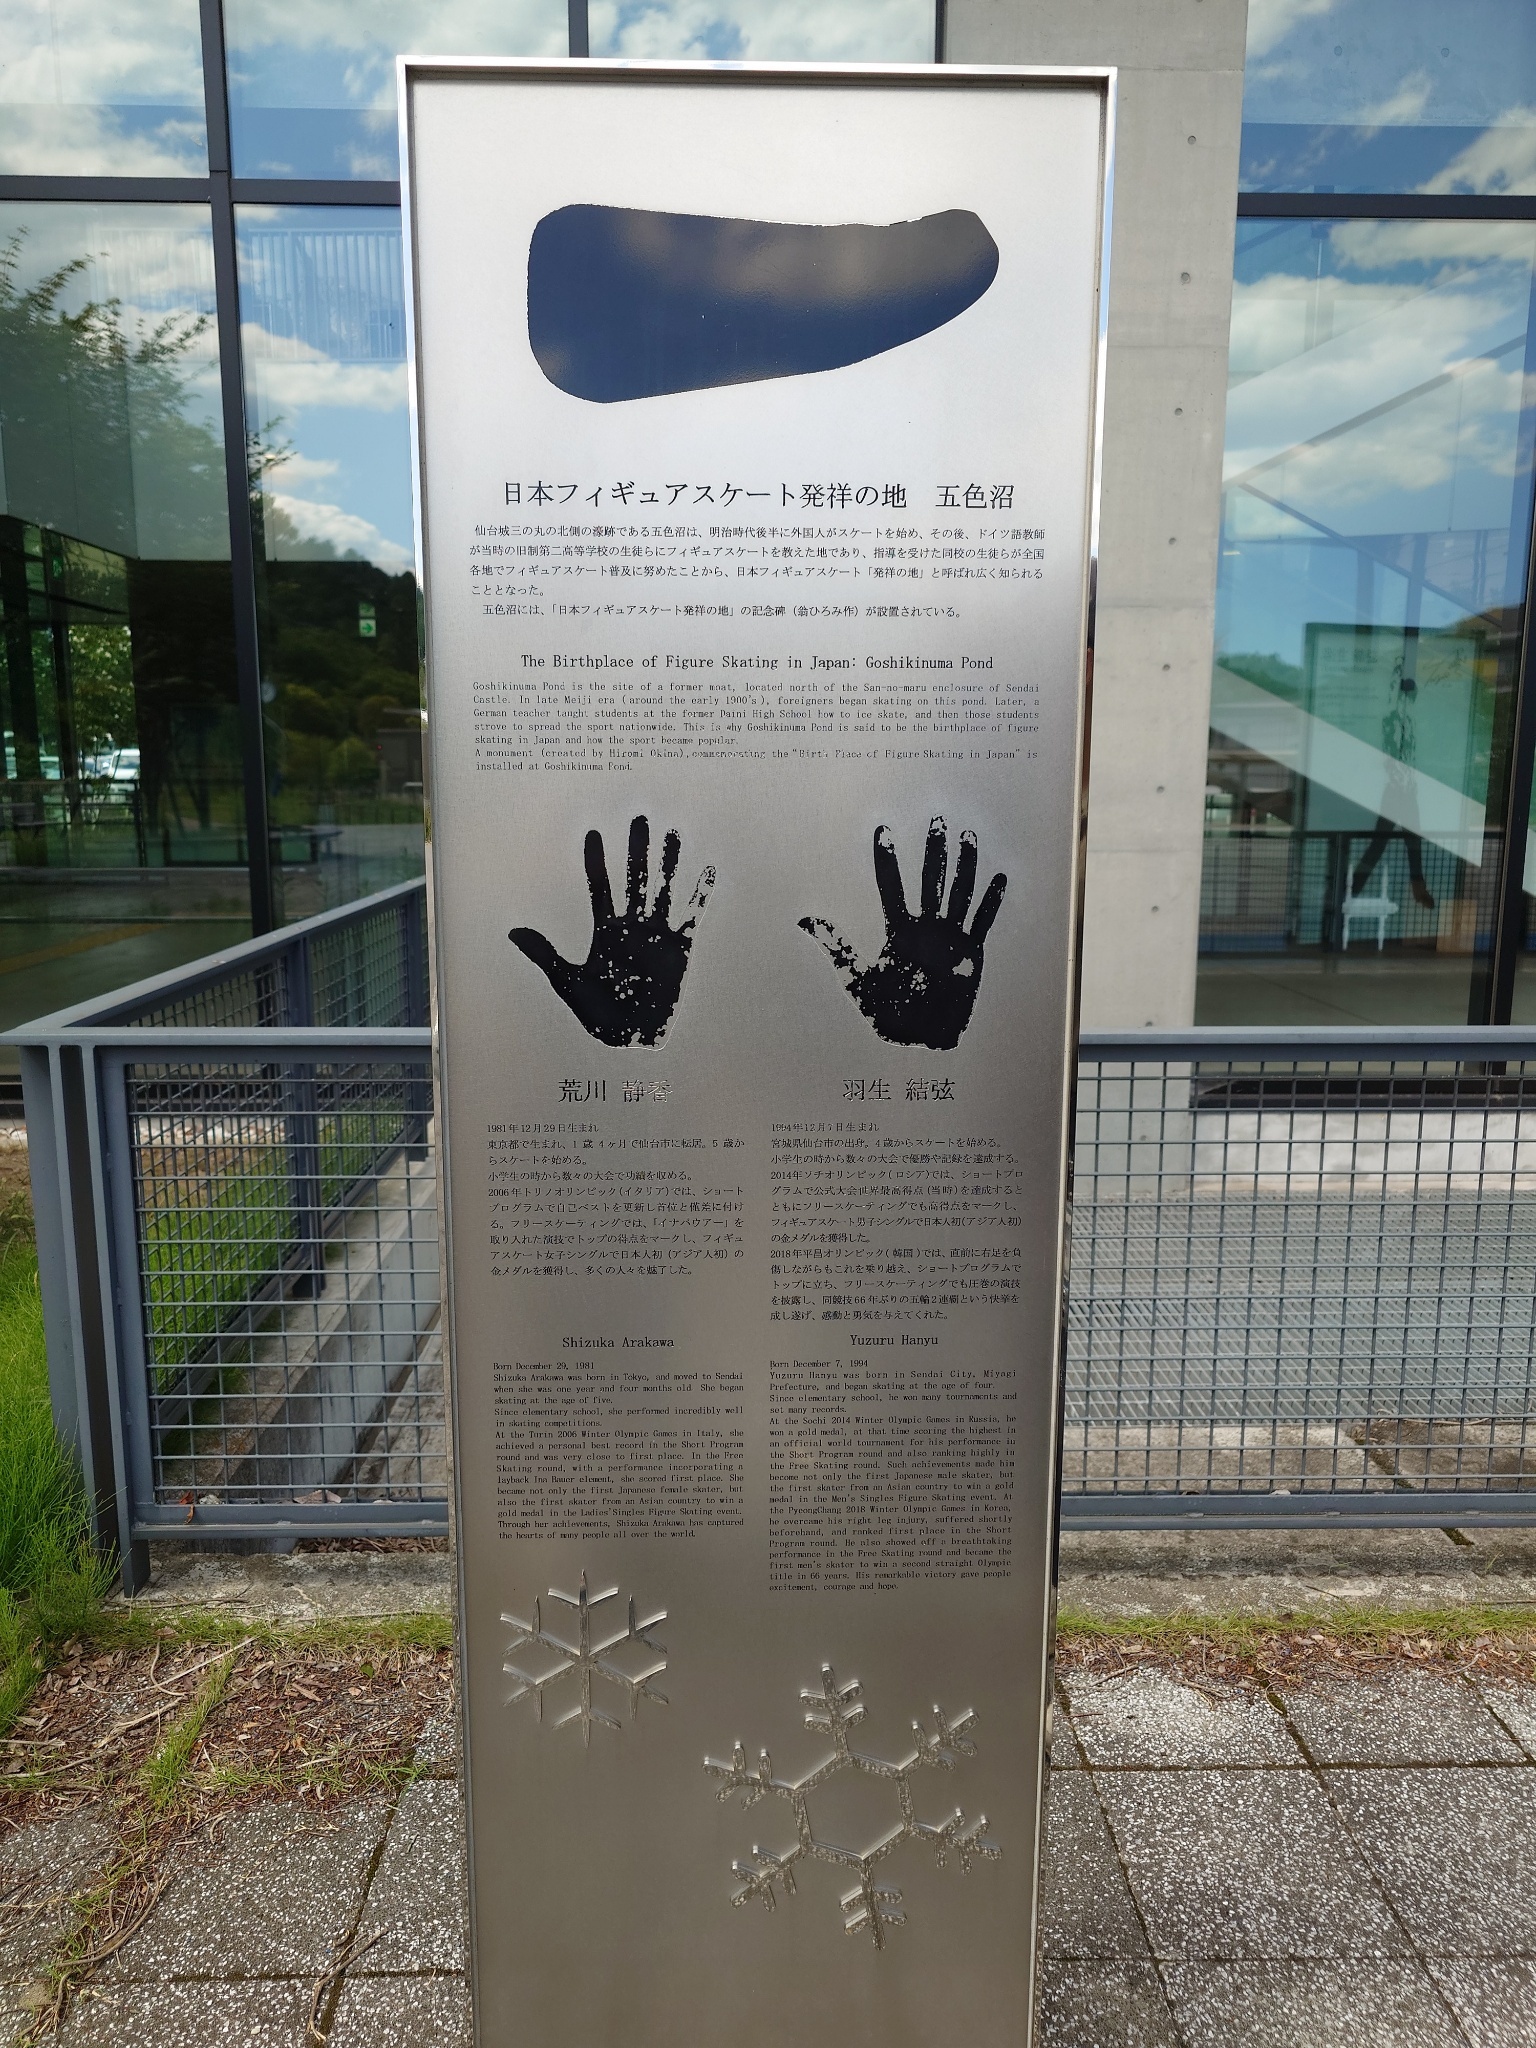 日本フィギュアスケート発祥の地　五色沼
仙台城三の丸の北側の濠跡である五色沼は、明治時代後半に外国人がスケートを始め、その後、ドイツ語教師
が当時の旧制第二高等学校の生徒らにフィギュアスケートを教えた地であり、指導を受けた同校の生徒らが全国
各地でフィギュアスケート普及に努めたことから、日本フィギュアスケート「発祥の地」と呼ばれ広く知られる
こととなった。
五色沼には、「日本フィギュアスケート発祥の地」の記念碑（翁ひろみ作）が設置されている。
The Birthplace of Figure Skating in Japan: Goshikinuma Pond
Goshikinuma Pond is the site of a former moat, located north of the San-no-maru enclosure of Sendai
Castle. In late Meiji era (around the early 1900's), foreigners began skating on this pond. Later, a
German teacher taught students at the former Daini High School how to ice skate, and then those students
strove to spread the sport nationwide. This is why Goshikinuma Pond is said to be the birthplace of figure
skating in Japan and how the sport became popular.
A monument (created by Hiromi Okina), commemorating the "Birth Place of Figure Skating in Japan" is
installed at Goshikinuma Pond.
荒川 静香
1981年12月29日生まれ
東京都で生まれ、1歳4ヶ月で仙台市に転居。5歳か
らスケートを始める。
小学生の時から数々の大会で功績を収める。
2006年トリノオリンピック(イタリア)では、ショート
プログラムで自己ベストを更新し首位と僅差に付け
る。フリースケーティングでは、「イナバウアー」を
取り入れた演技でトップの得点をマークし、フィギュ
アスケート女子シングルで日本人初（アジア人初）の
金メダルを獲得し、多くの人々を魅了した。
Shizuka Arakawa
Born December 29, 1981
Shizuka Arakawa was born in Tokyo, and moved to Sendai
when she was one year and four months old. She began
skating at the age of five.
Since elementary school, she performed incredibly well
in skating competitions.
At the Turin 2006 Winter Olympic Games in Italy, she
achieved a personal best record in the Short Program
round and was very close to first place. In the Free
Skating round, with a performance incorporating a
layback Ina Bauer element, she scored first place. She
became not only the first Japanese female skater, but
also the first skater from an Asian country to win a
gold medal in the Ladies' Singles Figure Skating event.
Through her achievements, Shizuka Arakawa has captured
the hearts of many people all over the world.
羽生 結弦
1994年12月7日生まれ
宮城県仙台市の出身。4歳からスケートを始める。
小学生の時から数々の大会で優勝や記録を達成する。
2014年ソチオリンピック(ロシア)では、ショートプロ
グラムで公式大会世界最高得点(当時)を達成すると
ともにフリースケーティングでも高得点をマークし、
フィギュアスケート男子シングルで日本人初(アジア人初)
の金メダルを獲得した。
2018年平昌オリンピック(韓国)では、直前に右足を負
傷しながらもこれを乗り越え、ショートプログラムで
トップに立ち、フリースケーティングでも圧巻の演技
を披露し、同競技66年ぶりの五輪2連覇という快挙を
成し遂げ、感動と勇気を与えてくれた。
Yuzuru Hanyu
Born December 7, 1994
Yuzuru Hanyu was born in Sendai City, Miyagi
Prefecture, and began skating at the age of four.
Since elementary school, he won many tournaments and
set many records.
At the Sochi 2014 Winter Olympic Games in Russia, he
won a gold medal, at that time scoring the highest in
an official world tournament for his performance in
the Short Program round and also ranking highly in
the Free Skating round. Such achievements made him
become not only the first Japanese male skater, but
the first skater from an Asian country to win a gold
medal in the Men's Singles Figure Skating event. At
the PyeongChang 2018 Winter Olympic Games in Korea,
he overcame his right leg injury, suffered shortly
beforehand, and ranked first place in the Short
Program round. He also showed off a breathtaking
performance in the Free Skating round and became the
first men's skater to win a second straight Olympic
title in 66 years. His remarkable victory gave people
excitement, courage and hope.